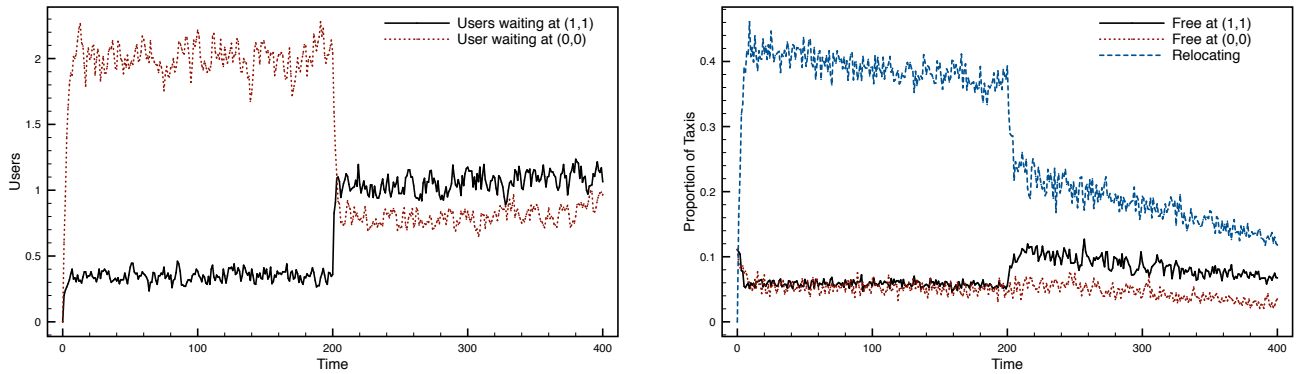 Users waiting at (1,1)
User waiting at (0,0)
2
1.5
1
0.5
0
Users
0
100
200
300
400
Time
Free at (1,1)
Free at (0,0)
Relocating
0.4
0.3
0.2
0.1
0
Proportion of Taxis
0
100
200
300
400
Time